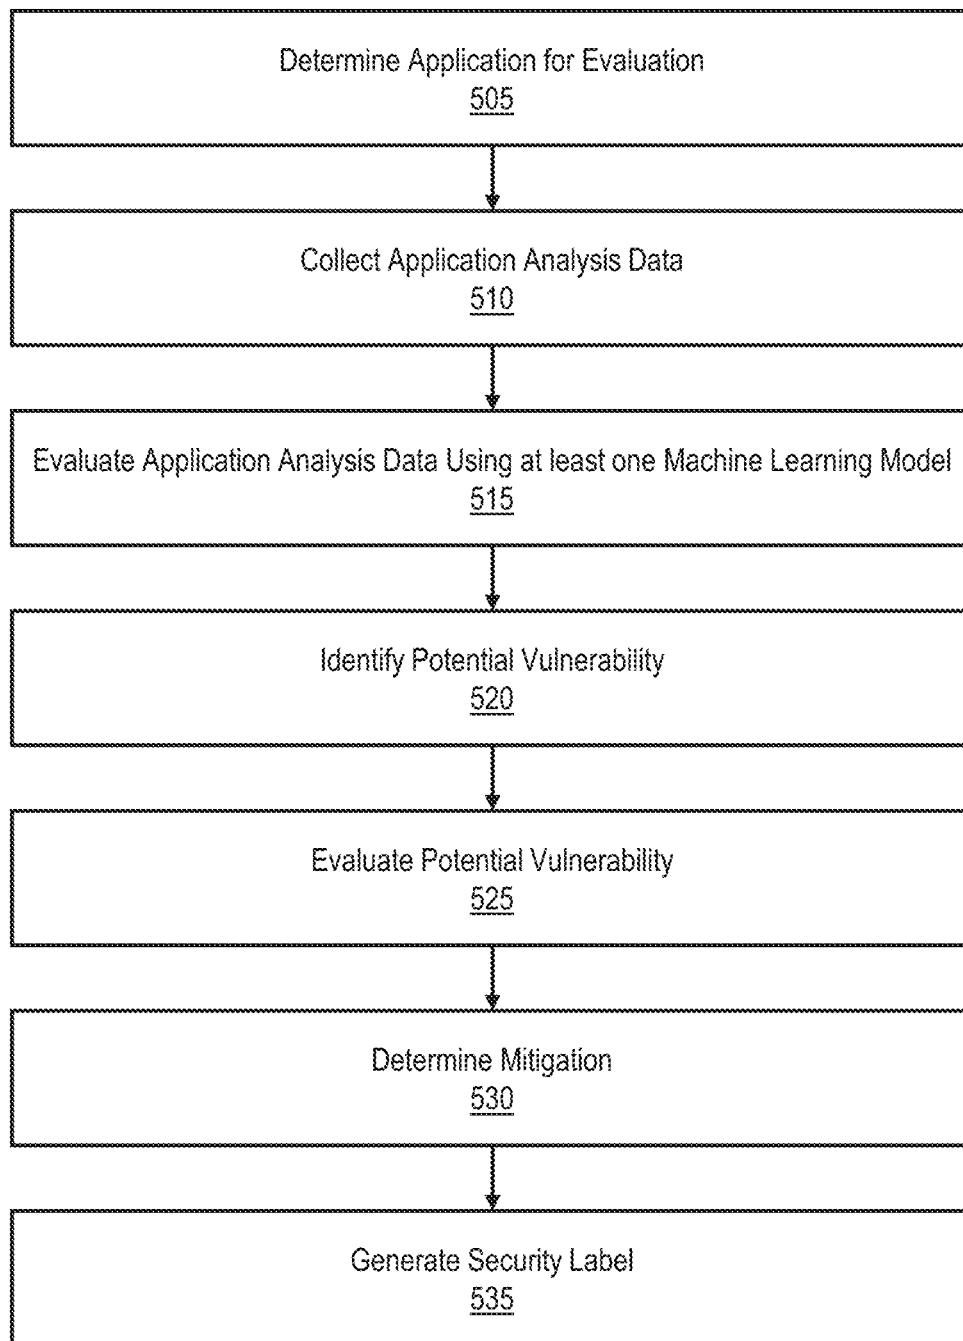 Determine Application for Evaluation
505
Collect Application Analysis Data
510
Evaluate Application Analysis Data Using at least one Machine Learning Model
515
Identify Potential Vulnerability
520
Evaluate Potential Vulnerability
525
Determine Mitigation
530
Generate Security Label
535